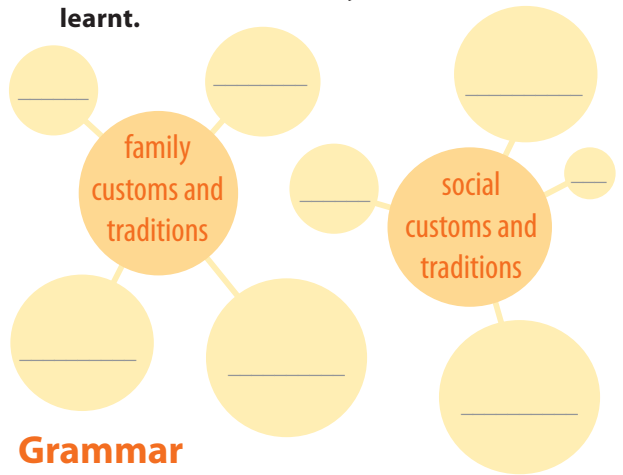 learnt.
family
customs and
traditions
social
customs and
traditions
Grammar